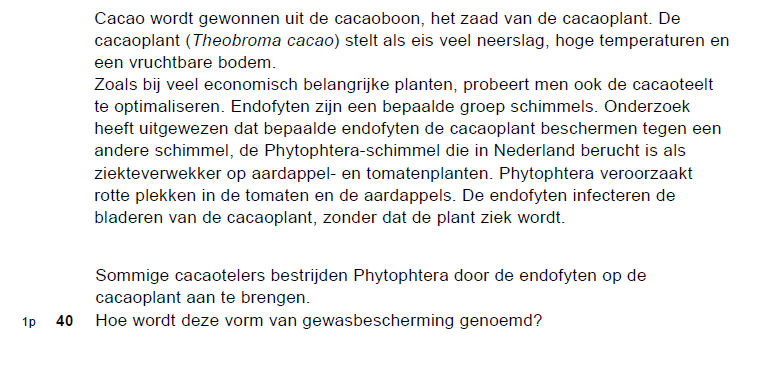 Cacao wordt gewonnen uit de cacaoboon, het zaad van de cacaoplant. De
cacaoplant (Theobroma cacao) stelt als eis veel neerslag, hoge temperaturen en
een vruchtbare bodem.
Zoals bij veel economisch belangrijke planten, probeert men ook de cacaoteelt
te optimaliseren. Endofyten zijn een bepaalde groep schimmels. Onderzoek
heeft uitgewezen dat bepaalde endofyten de cacaoplant beschermen tegen een
andere schimmel, de Phytophtera-schimmel die in Nederland berucht is als
ziekteverwekker op aardappel- en tomatenplanten. Phytophtera veroorzaakt
rotte plekken in de tomaten en de aardappels. De endofyten infecteren de
bladeren van de cacaoplant, zonder dat de plant ziek wordt.
Sommige cacaotelers bestrijden Phytophtera door de endofyten op de
cacaoplant aan te brengen.
1p 40 Hoe wordt deze vorm van gewasbescherming genoemd?